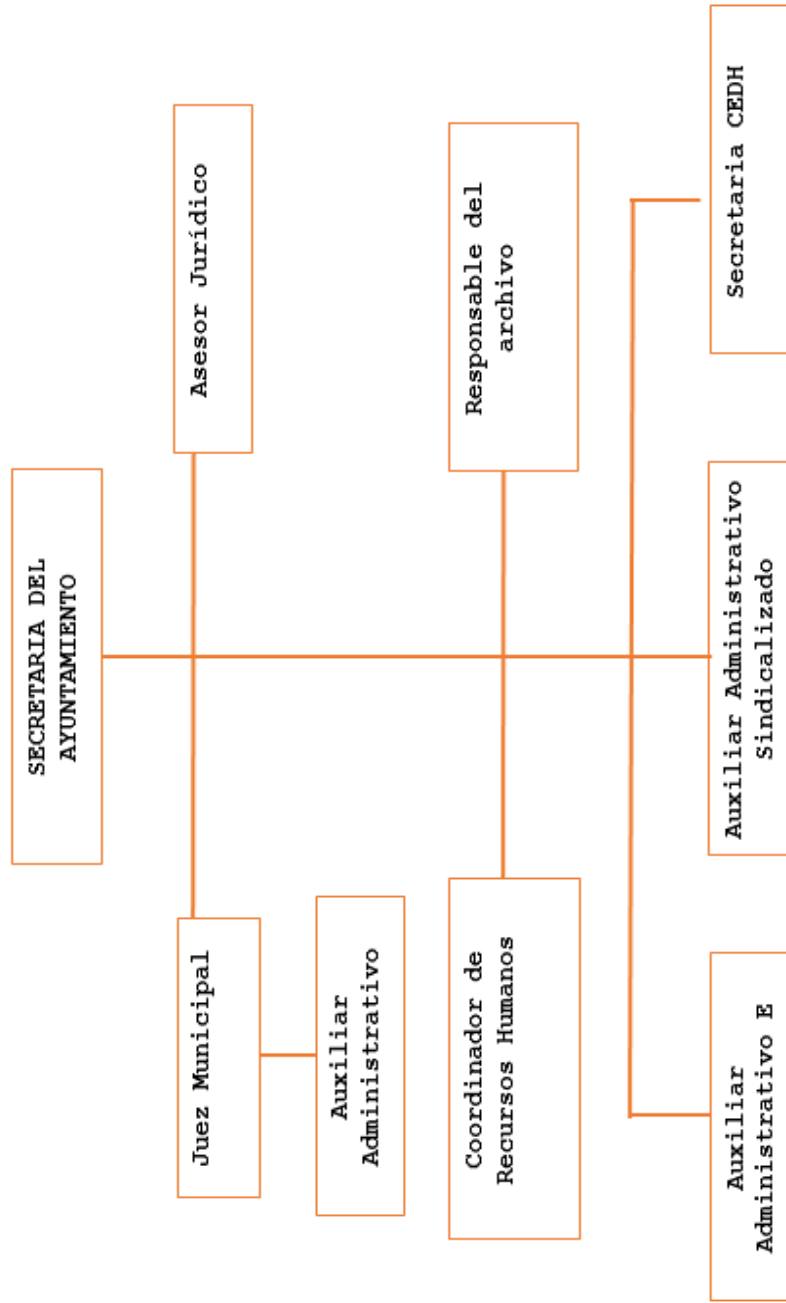 SECRETARIA DEL
AYUNTAMIENTO
Juez Municipal
Asesor Jurídico
Auxiliar
Administrativo
Coordinador de
Recursos Humanos
Responsable del
archivo
Auxiliar
Administrativo E
Auxiliar Administrativo
Sindicalizado
Secretaria CEDH